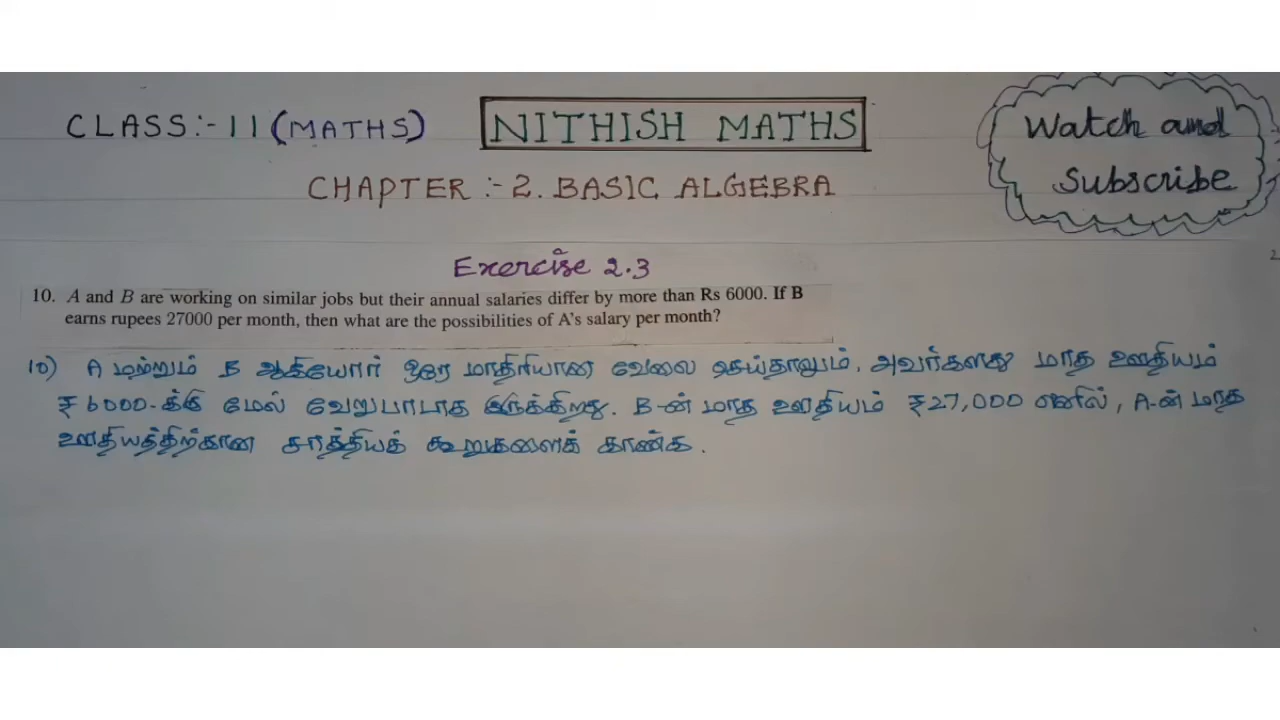 CLASS:- 11 (MATHS)
NITHISH MATHS
Watch and
Subscribe
CHAPTER :- 2. BASIC ALGEBRA
Exercise 2.3
10. A and B are working on similar jobs but their annual salaries differ by more than Rs 6000. If B
earns rupees 27000 per month, then what are the possibilities of A's salary per month?
10) A மற்றும் B ஆகியோர் ஒரே மாதிரியான வேலை செய்தாலும், அவர்களது மாத ஊதியம்
₹ 6000-க்கு மேல் வேறுபாடாக இருக்கிறது. B-ன் மாத ஊதியம் ₹27,000 எனில், A-ன் மாத
ஊதியத்திற்கான சாத்தியக் கூறுகளைக் காண்க.
2